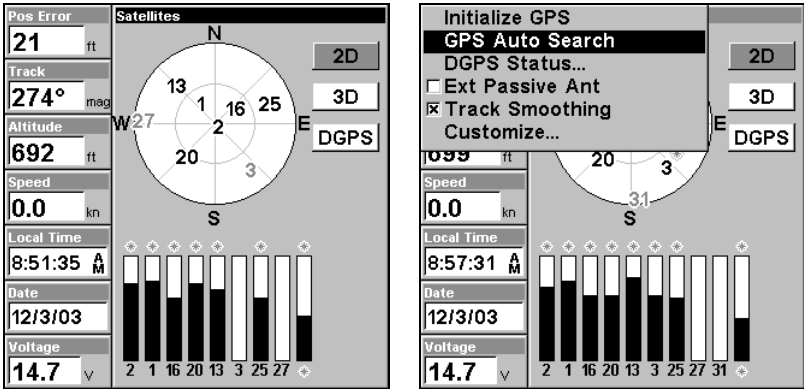 Pos Error
21 ft
Track
274° mag
Altitude
692 ft
Speed
0.0 kn
Local Time
8:51:35 AM
Date
12/3/03
Voltage
14.7 V
Satellites
N
13
1 16 25
W 27 2 E
20
3
S
2D
3D
DGPS
2 1 16 20 13 3 25 27
Initialize GPS
GPS Auto Search
DGPS Status...
Ext Passive Ant
Track Smoothing
Customize...
2D
3D
E
DGPS
699 ft
20 3
31
S
Speed
0.0 kn
Local Time
8:57:31 AM
Date
12/3/03
Voltage
14.7 V
2 1 16 20 13 3 25 27 31